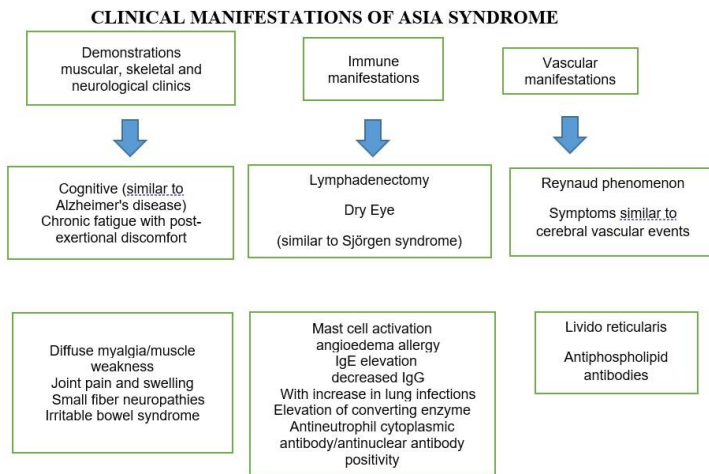 CLINICAL MANIFESTATIONS OF ASIA SYNDROME
Demonstrations
muscular, skeletal and
neurological clinics
Immune
manifestations
Vascular
manifestations
Cognitive (similar to
Alzheimer's disease)
Chronic fatigue with post-
exertional discomfort
Lymphadenectomy
Dry Eye
(similar to Sjörgen syndrome)
Reynaud phenomenon
Symptoms similar to
cerebral vascular events
Diffuse myalgia/muscle
weakness
Joint pain and swelling
Small fiber neuropathies
Irritable bowel syndrome
Mast cell activation
angioedema allergy
IgE elevation
decreased IgG
With increase in lung infections
Elevation of converting enzyme
Antineutrophil cytoplasmic
antibody/antinuclear antibody
positivity
Livido reticularis
Antiphospholipid
antibodies